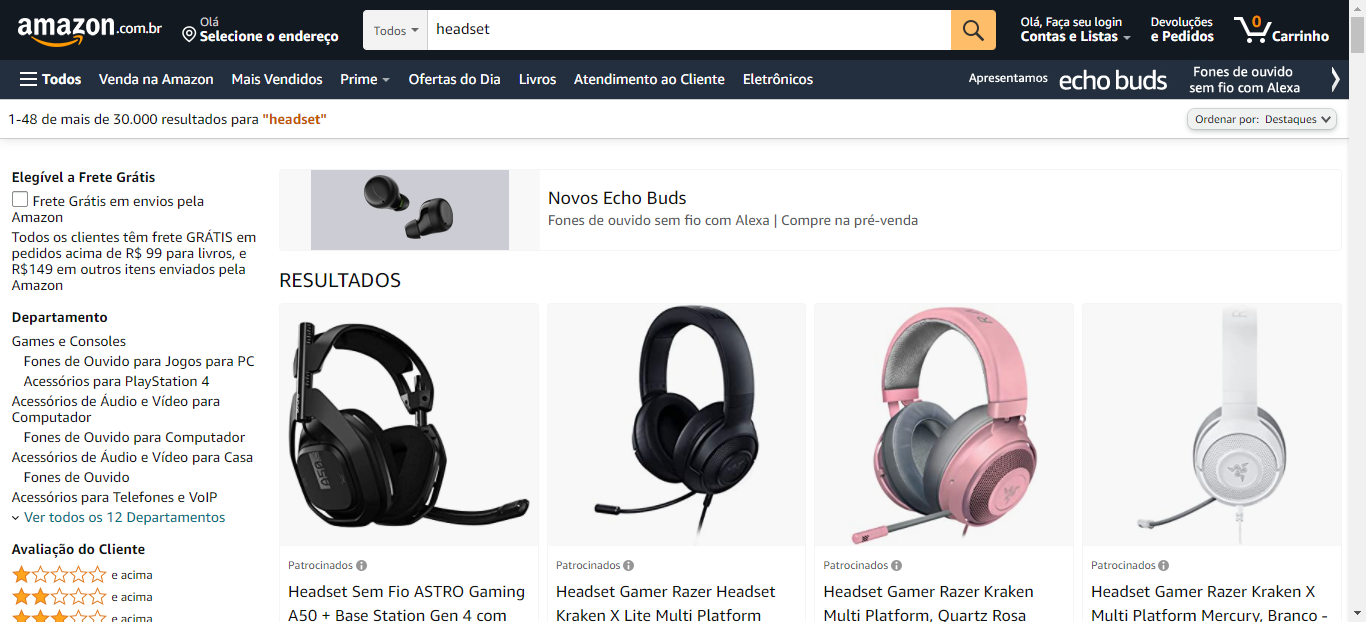 amazon.com.br
Olá
Selecione o endereço
Todos
headset
Olá, Faça seu login
Contas e Listas
Devoluções
e Pedidos
0
Carrinho
Todos
Venda na Amazon
Mais Vendidos
Prime
Ofertas do Dia
Livros
Atendimento ao Cliente
Eletrônicos
Apresentamos
echo buds
Fones de ouvido
sem fio com Alexa
1-48 de mais de 30.000 resultados para "headset"
Ordenar por: Destaques
Elegível a Frete Grátis
Frete Grátis em envios pela
Amazon
Todos os clientes têm frete GRÁTIS em
pedidos acima de R$ 99 para livros, e
R$149 em outros itens enviados pela
Amazon
Departamento
Games e Consoles
Fones de Ouvido para Jogos para PC
Acessórios para PlayStation 4
Acessórios de Áudio e Vídeo para
Computador
Fones de Ouvido para Computador
Acessórios de Áudio e Vídeo para Casa
Fones de Ouvido
Acessórios para Telefones e VoIP
Ver todos os 12 Departamentos
Avaliação do Cliente
e acima
e acima
e acima
Novos Echo Buds
Fones de ouvido sem fio com Alexa | Compre na pré-venda
RESULTADOS
A50
Patrocinados
Headset Sem Fio ASTRO Gaming
A50 + Base Station Gen 4 com
Patrocinados
Headset Gamer Razer Headset
Kraken X Lite Multi Platform
Patrocinados
Headset Gamer Razer Kraken
Multi Platform, Quartz Rosa
Patrocinados
Headset Gamer Razer Kraken X
Multi Platform Mercury, Branco -